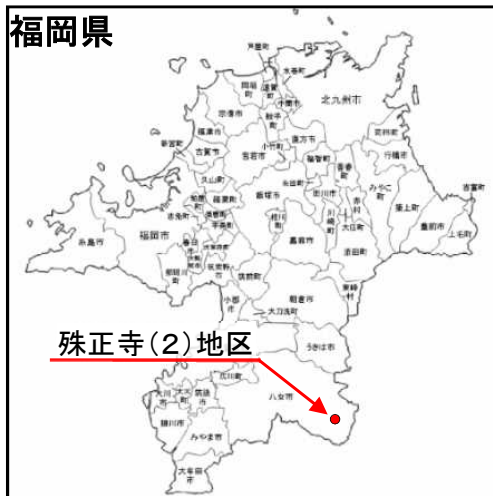 福岡県
芦屋町
水巻町
岡垣町
遠賀町
中間市
北九州市
宗像市
鞍手町
苅田町
福津市
直方市
小竹町
新宮町
古賀市
宮若市
福智町
香春町
行橋市
みやこ町
吉富町
久山町
糸田町
田川市
赤村
築上町
篠栗町
飯塚市
粕屋町
川崎町
豊前市
志免町
須恵町
桂川町
大任町
上毛町
糸島市
福岡市
宇美町
嘉麻市
添田町
春日市
太宰府市
那珂川町
筑紫野市
筑前町
朝倉市
東峰村
小郡市
大刀洗町
殊正寺(2)地区
うきは市
広川町
大川市
大木町
筑後市
八女市
柳川市
みやま市
大牟田市